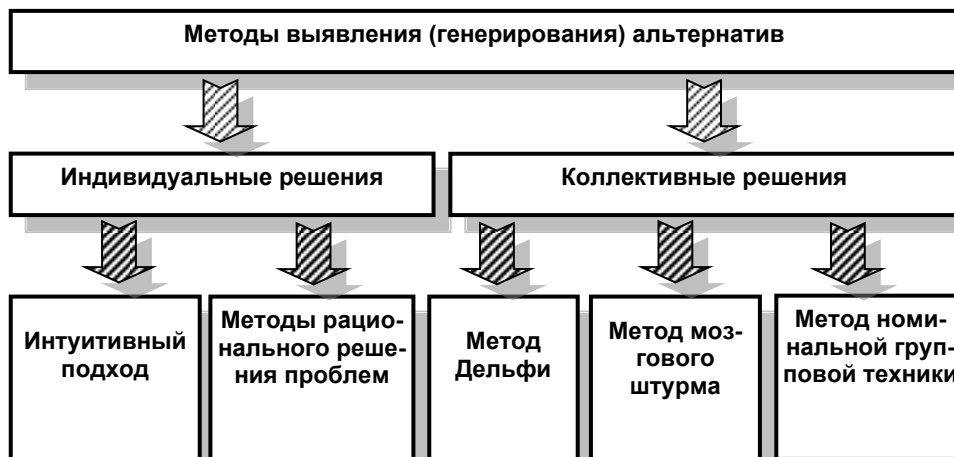 Методы выявления (генерирования) альтернатив
Индивидуальные решения
Коллективные решения
Интуитивный
подход
Методы рацио-
нального реше-
ния проблем
Метод
Дельфи
Метод моз-
гового
штурма
Метод номи-
нальной груп-
повой техники